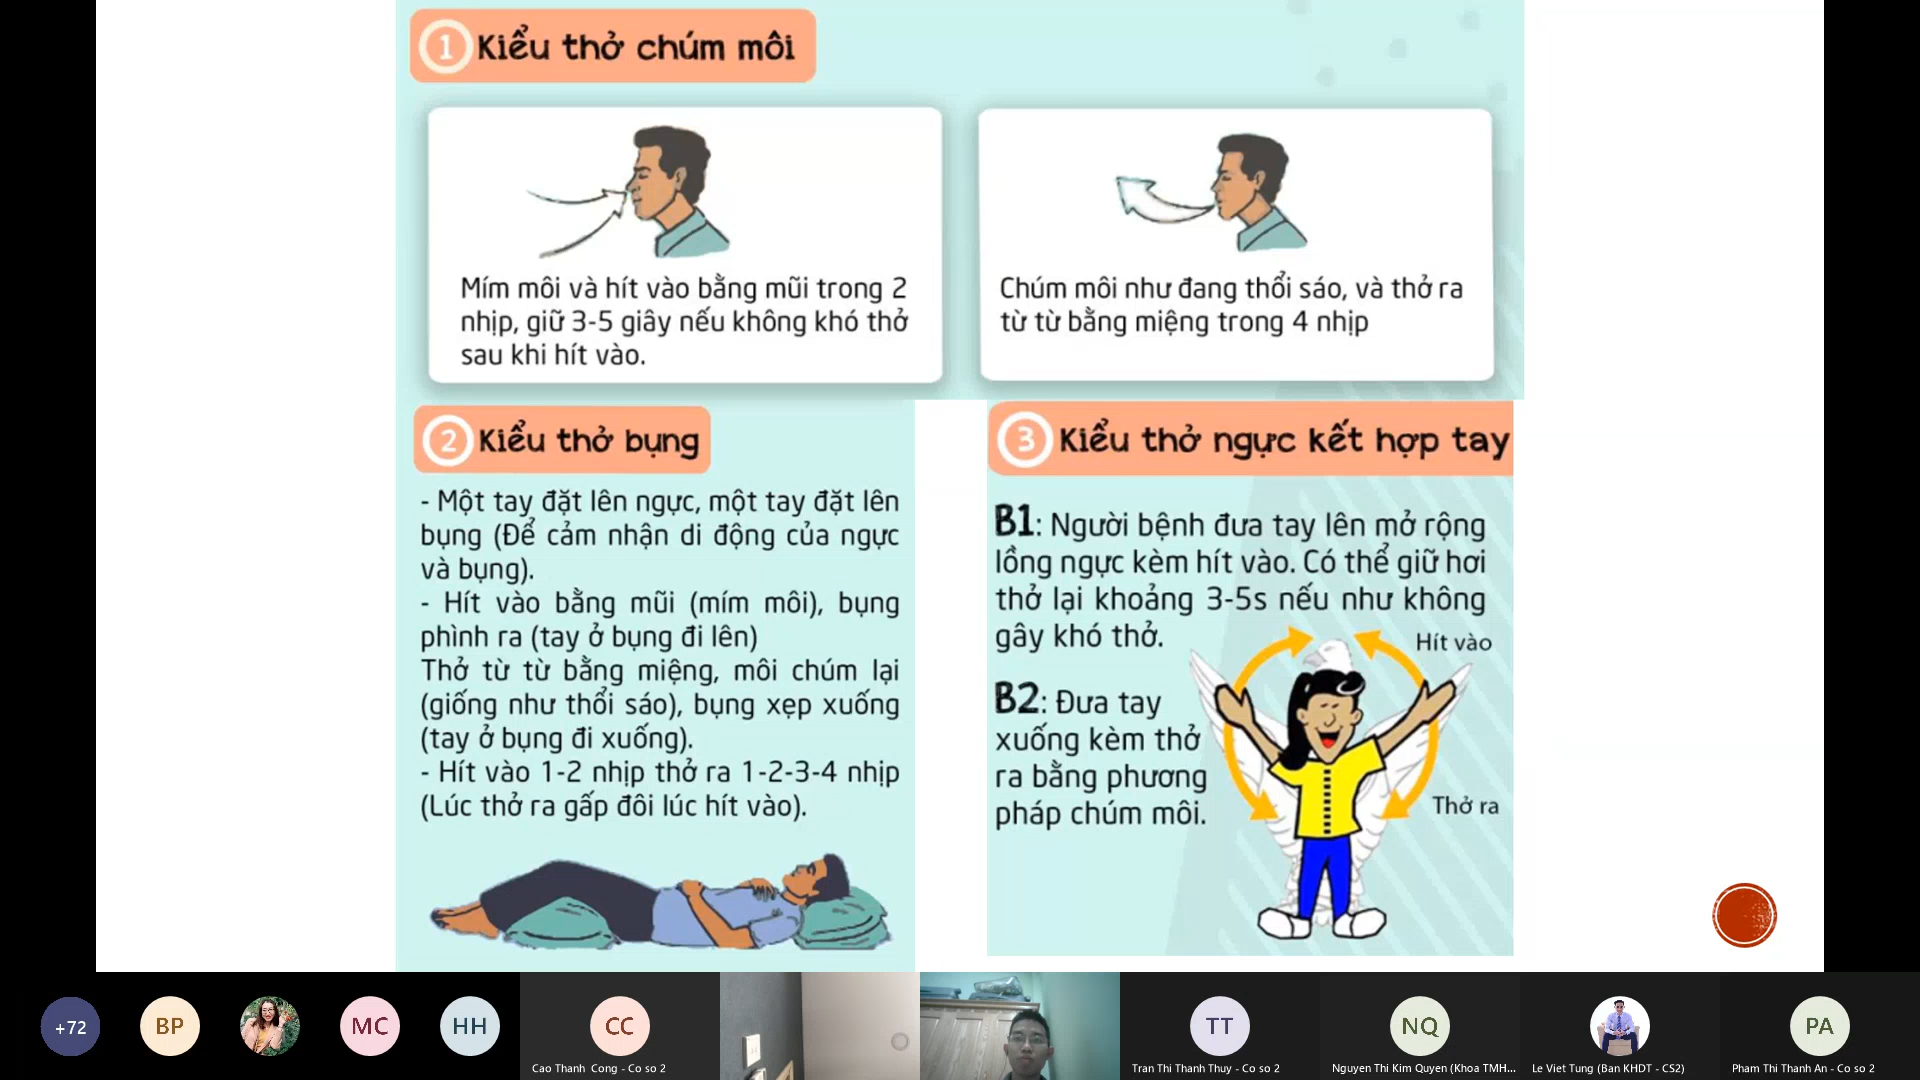 1 Kiểu thở chúm môi
Mím môi và hít vào bằng mũi trong 2
nhịp, giữ 3-5 giây nếu không khó thở
sau khi hít vào.
Chúm môi như đang thổi sáo, và thở ra
từ từ bằng miệng trong 4 nhịp
2 Kiểu thở bụng
- Một tay đặt lên ngực, một tay đặt lên
bụng (Để cảm nhận di động của ngực
và bụng).
- Hít vào bằng mũi (mím môi), bụng
phình ra (tay ở bụng đi lên)
Thở từ từ bằng miệng, môi chúm lại
(giống như thổi sáo), bụng xẹp xuống
(tay ở bụng đi xuống).
- Hít vào 1-2 nhịp thở ra 1-2-3-4 nhịp
(Lúc thở ra gấp đôi lúc hít vào).
3 Kiểu thở ngực kết hợp tay
B1: Người bệnh đưa tay lên mở rộng
lồng ngực kèm hít vào. Có thể giữ hơi
thở lại khoảng 3-5s nếu như không
gây khó thở.
Hít vào
B2: Đưa tay
xuống kèm thở
ra bằng phương
pháp chúm môi.
Thở ra
+72
BP
MC
HH
CC
Cao Thanh Cong - Co so 2
TT
Tran Thi Thanh Thuy - Co so 2
NQ
Nguyen Thi Kim Quyen (Khoa TMH...
Le Viet Tung (Ban KHDT - CS2)
PA
Pham Thi Thanh An - Co so 2